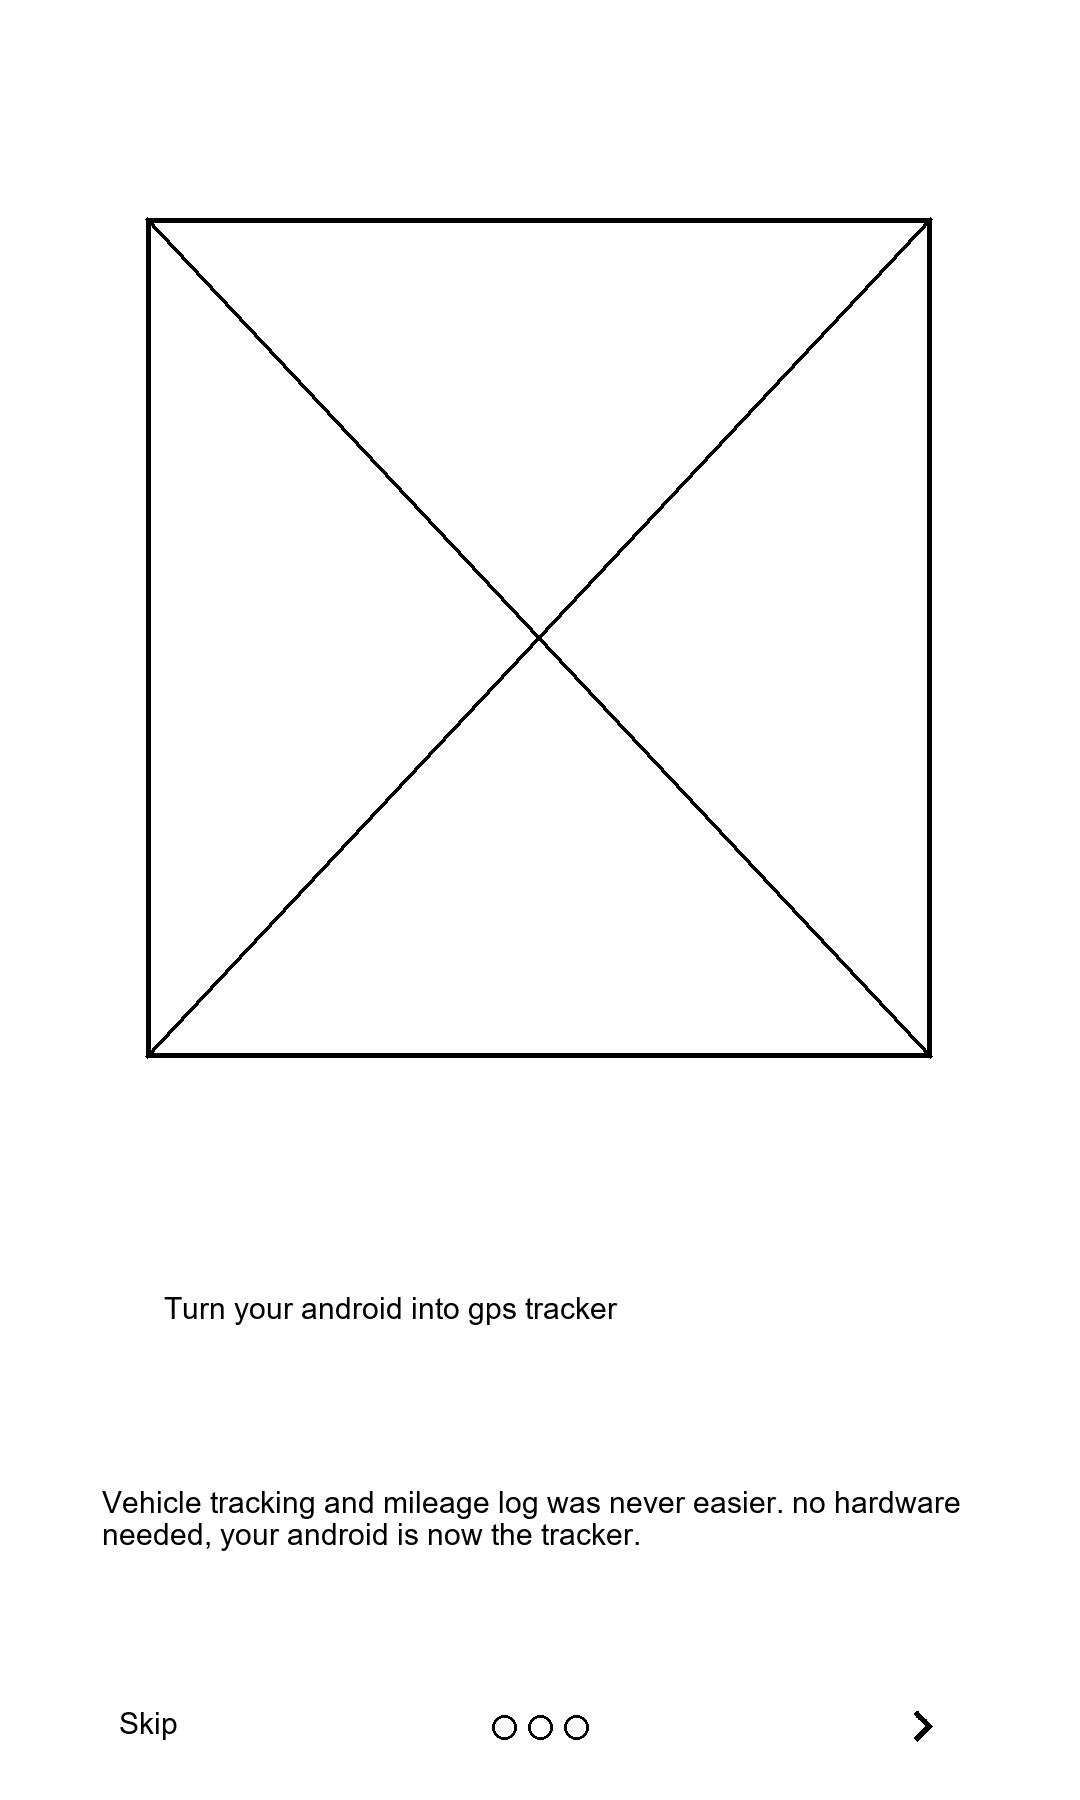 Turn your android into gps tracker
Vehicle tracking and mileage log was never easier. no hardware
needed, your android is now the tracker.
Skip